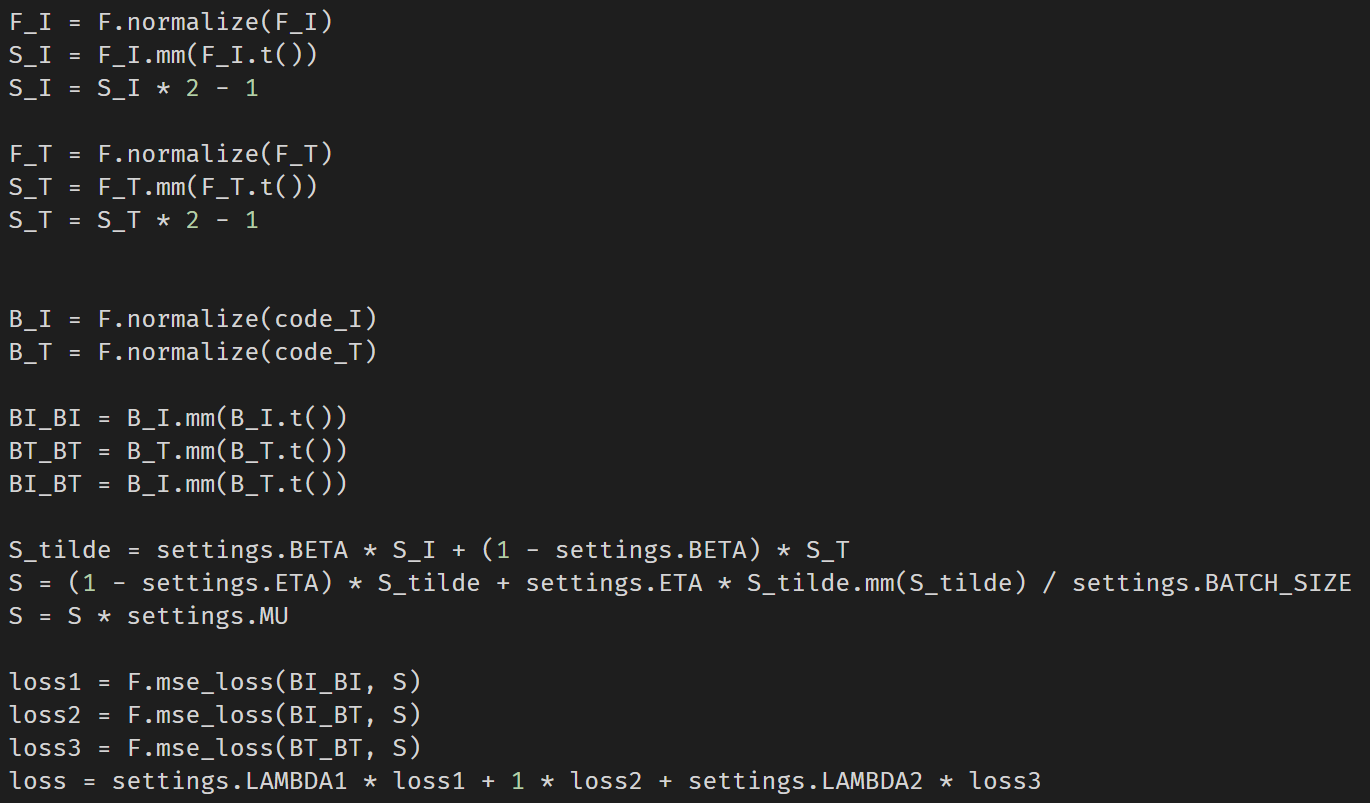 F_I = F.normalize(F_I)
S_I = F_I.mm(F_I.t())
S_I = S_I * 2 - 1
F_T = F.normalize(F_T)
S_T = F_T.mm(F_T.t())
S_T = S_T * 2 - 1
B_I = F.normalize(code_I)
B_T = F.normalize(code_T)
BI_BI = B_I.mm(B_I.t())
BT_BT = B_T.mm(B_T.t())
BI_BT = B_I.mm(B_T.t())
S_tilde = settings.BETA * S_I + (1 - settings.BETA) * S_T
S = (1 - settings.ETA) * S_tilde + settings.ETA * S_tilde.mm(S_tilde) / settings.BATCH_SIZE
S = S * settings.MU
loss1 = F.mse_loss(BI_BI, S)
loss2 = F.mse_loss(BI_BT, S)
loss3 = F.mse_loss(BT_BT, S)
loss = settings.LAMBDA1 * loss1 + 1 * loss2 + settings.LAMBDA2 * loss3